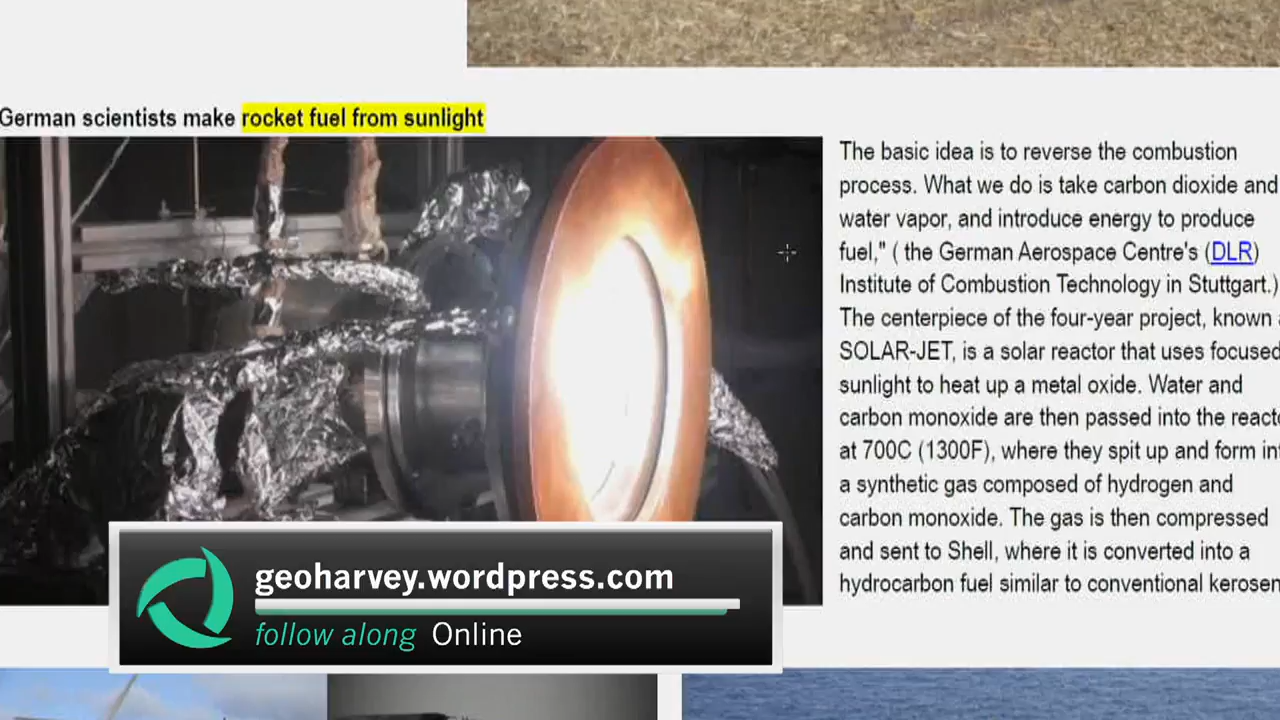 German scientists make rocket fuel from sunlight
The basic idea is to reverse the combustion
process. What we do is take carbon dioxide and
water vapor, and introduce energy to produce
fuel," ( the German Aerospace Centre's (DLR)
Institute of Combustion Technology in Stuttgart.)
The centerpiece of the four-year project, known
SOLAR-JET, is a solar reactor that uses focused
sunlight to heat up a metal oxide. Water and
carbon monoxide are then passed into the
at 700C (1300F), where they spit up and form
a synthetic gas composed of hydrogen and
carbon monoxide. The gas is then compressed
and sent to Shell, where it is converted into a
hydrocarbon fuel similar to conventional
geoharvey.wordpress.com
follow along Online